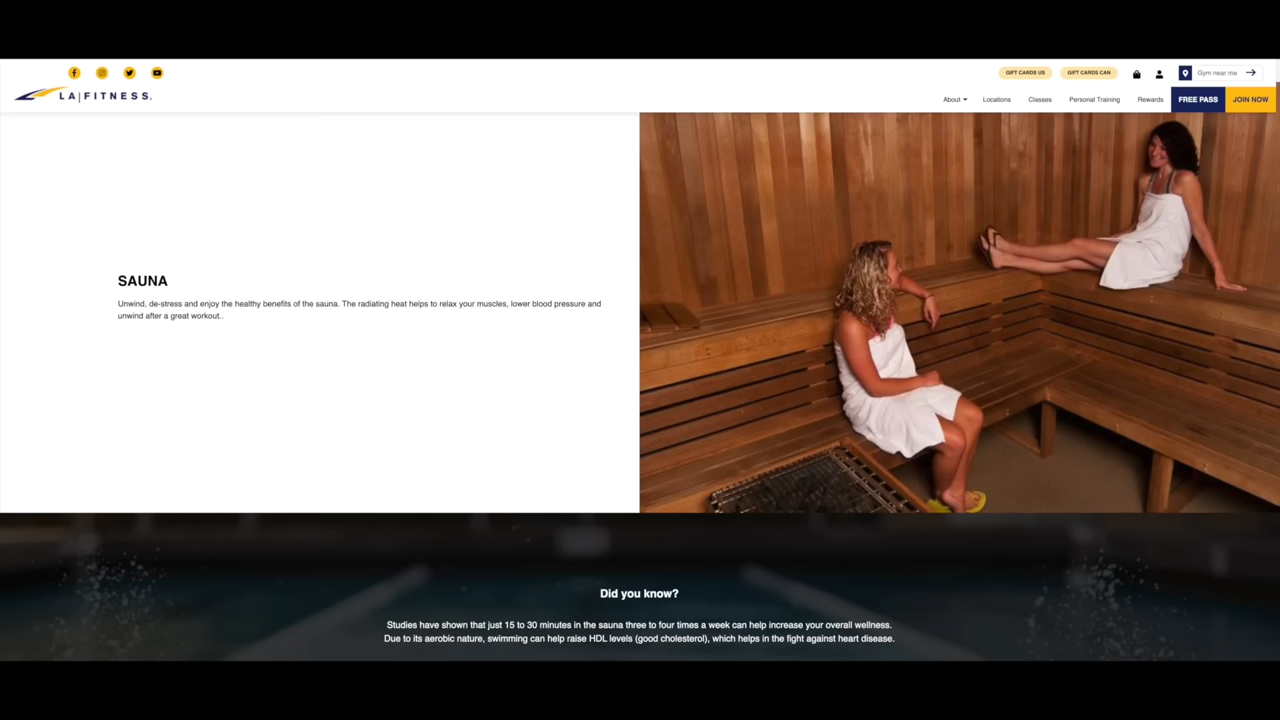 GIFT CARDS US
GIFT CARDS CAN
Gym near me
LA|FITNESS.
About
Locations
Classes
Personal Training
Rewards
FREE PASS
JOIN NOW
SAUNA
Unwind, de-stress and enjoy the healthy benefits of the sauna. The radiating heat helps to relax your muscles, lower blood pressure and
unwind after a great workout..
Did you know?
Studies have shown that just 15 to 30 minutes in the sauna three to four times a week can help increase your overall wellness.
Due to its aerobic nature, swimming can help raise HDL levels (good cholesterol), which helps in the fight against heart disease.